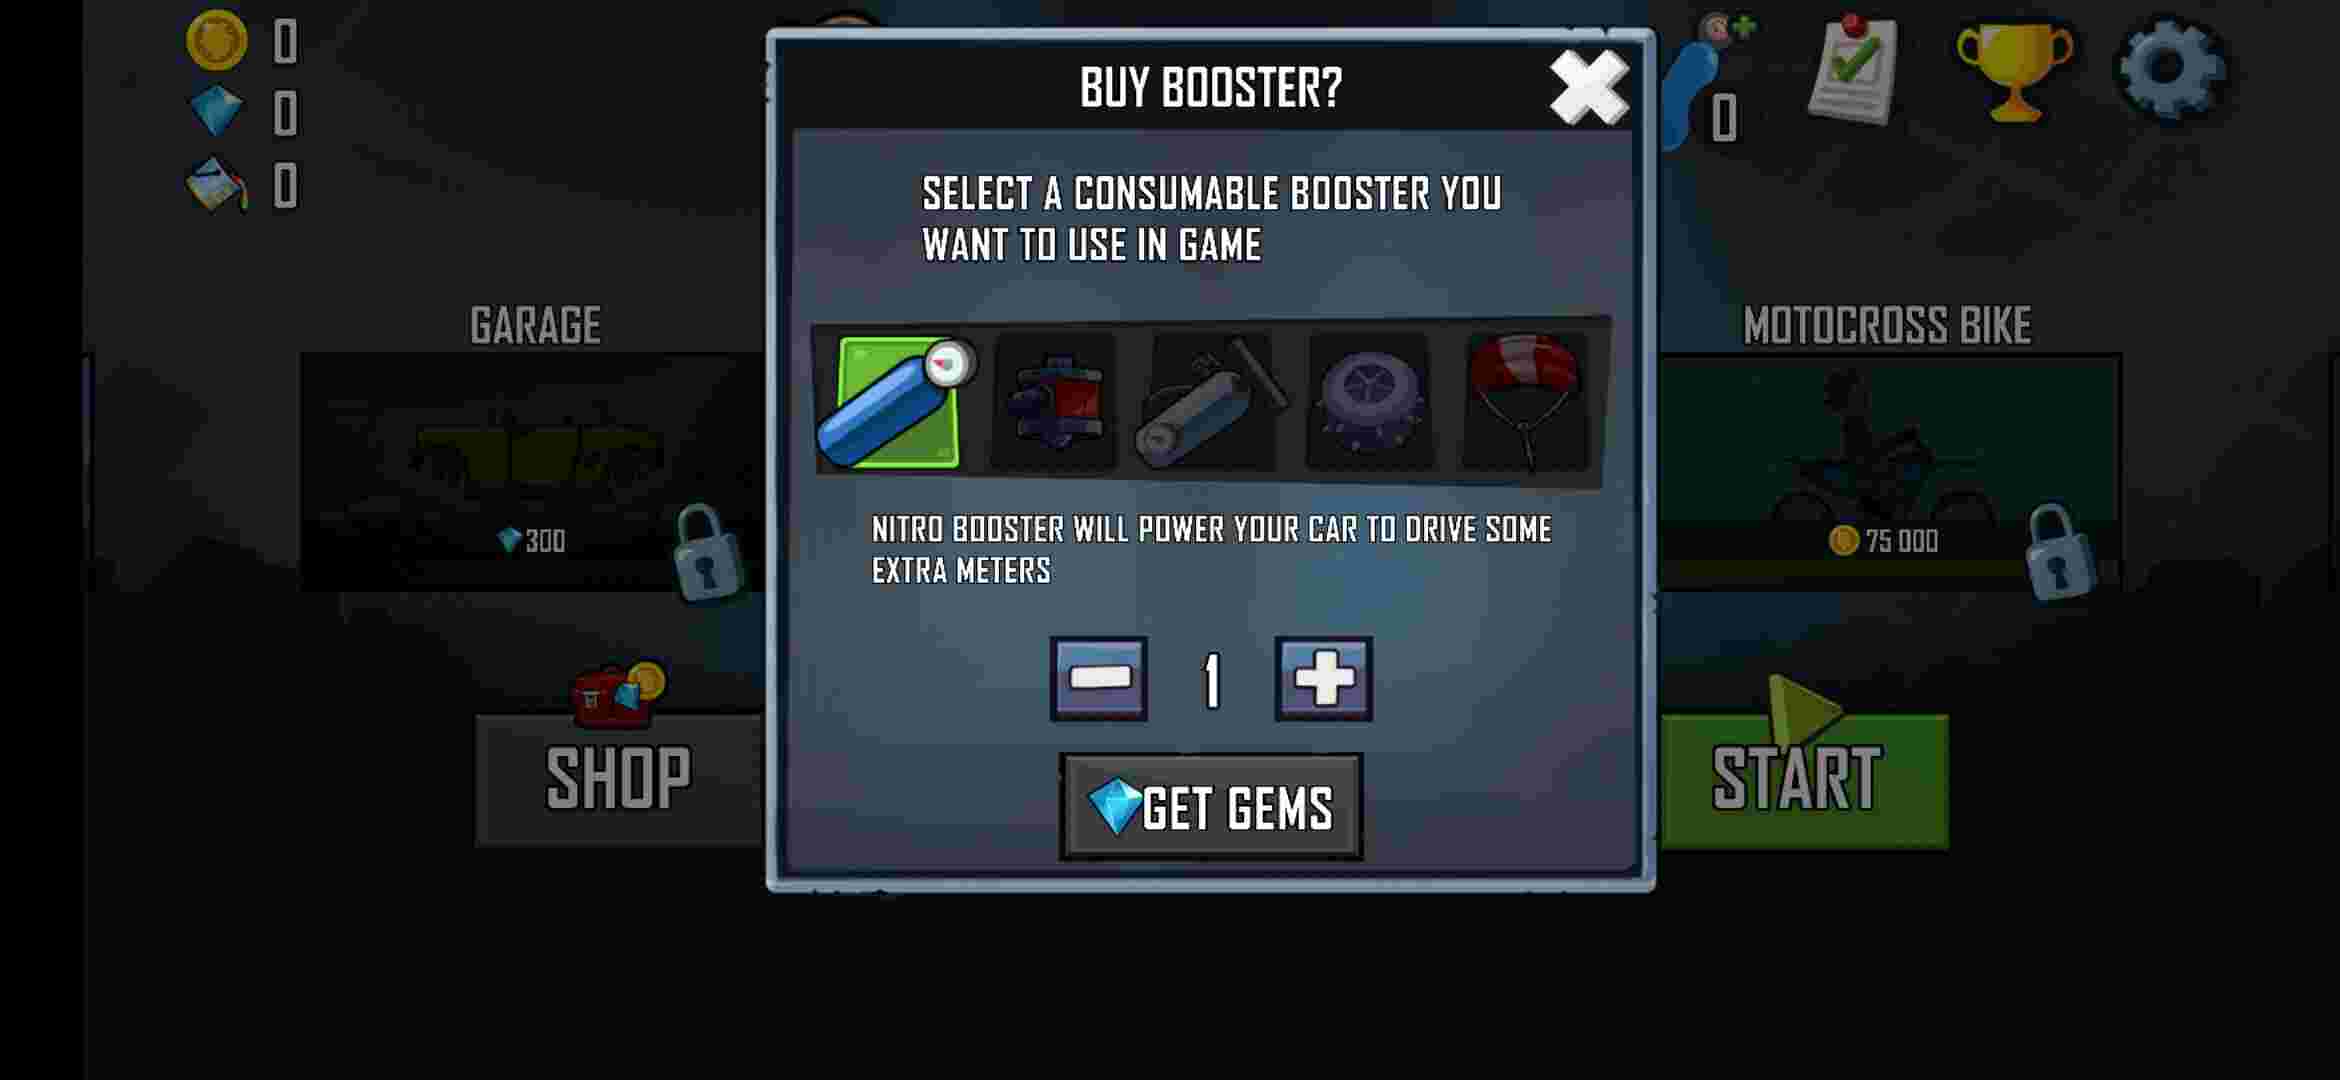 0
0
0
0
BUY BOOSTER?
SELECT A CONSUMABLE BOOSTER YOU
WANT TO USE IN GAME
GARAGE
300
MOTOCROSS BIKE
75 000
NITRO BOOSTER WILL POWER YOUR CAR TO DRIVE SOME
EXTRA METERS
1
GET GEMS
SHOP
START